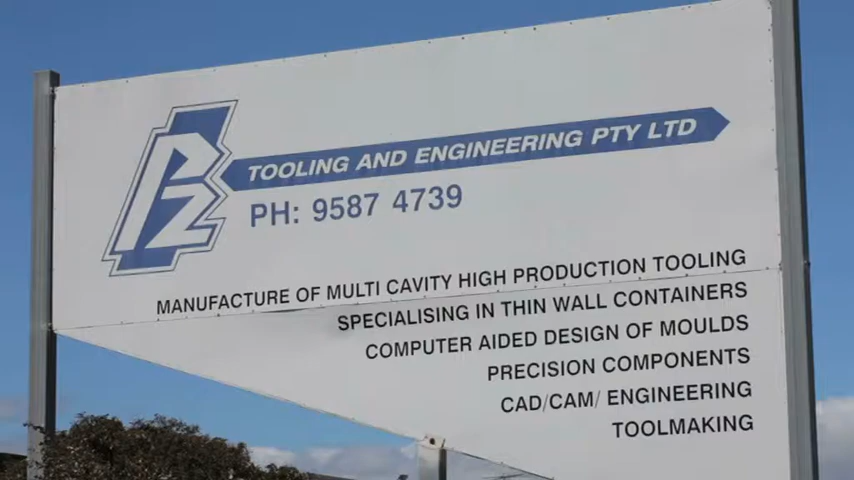 PZ
TOOLING AND ENGINEERING PTY LTD
PH: 9587 4739
MANUFACTURE OF MULTI CAVITY HIGH PRODUCTION TOOLING
SPECIALISING IN THIN WALL CONTAINERS
COMPUTER AIDED DESIGN OF MOULDS
PRECISION COMPONENTS
CAD/CAM/ ENGINEERING
TOOLMAKING